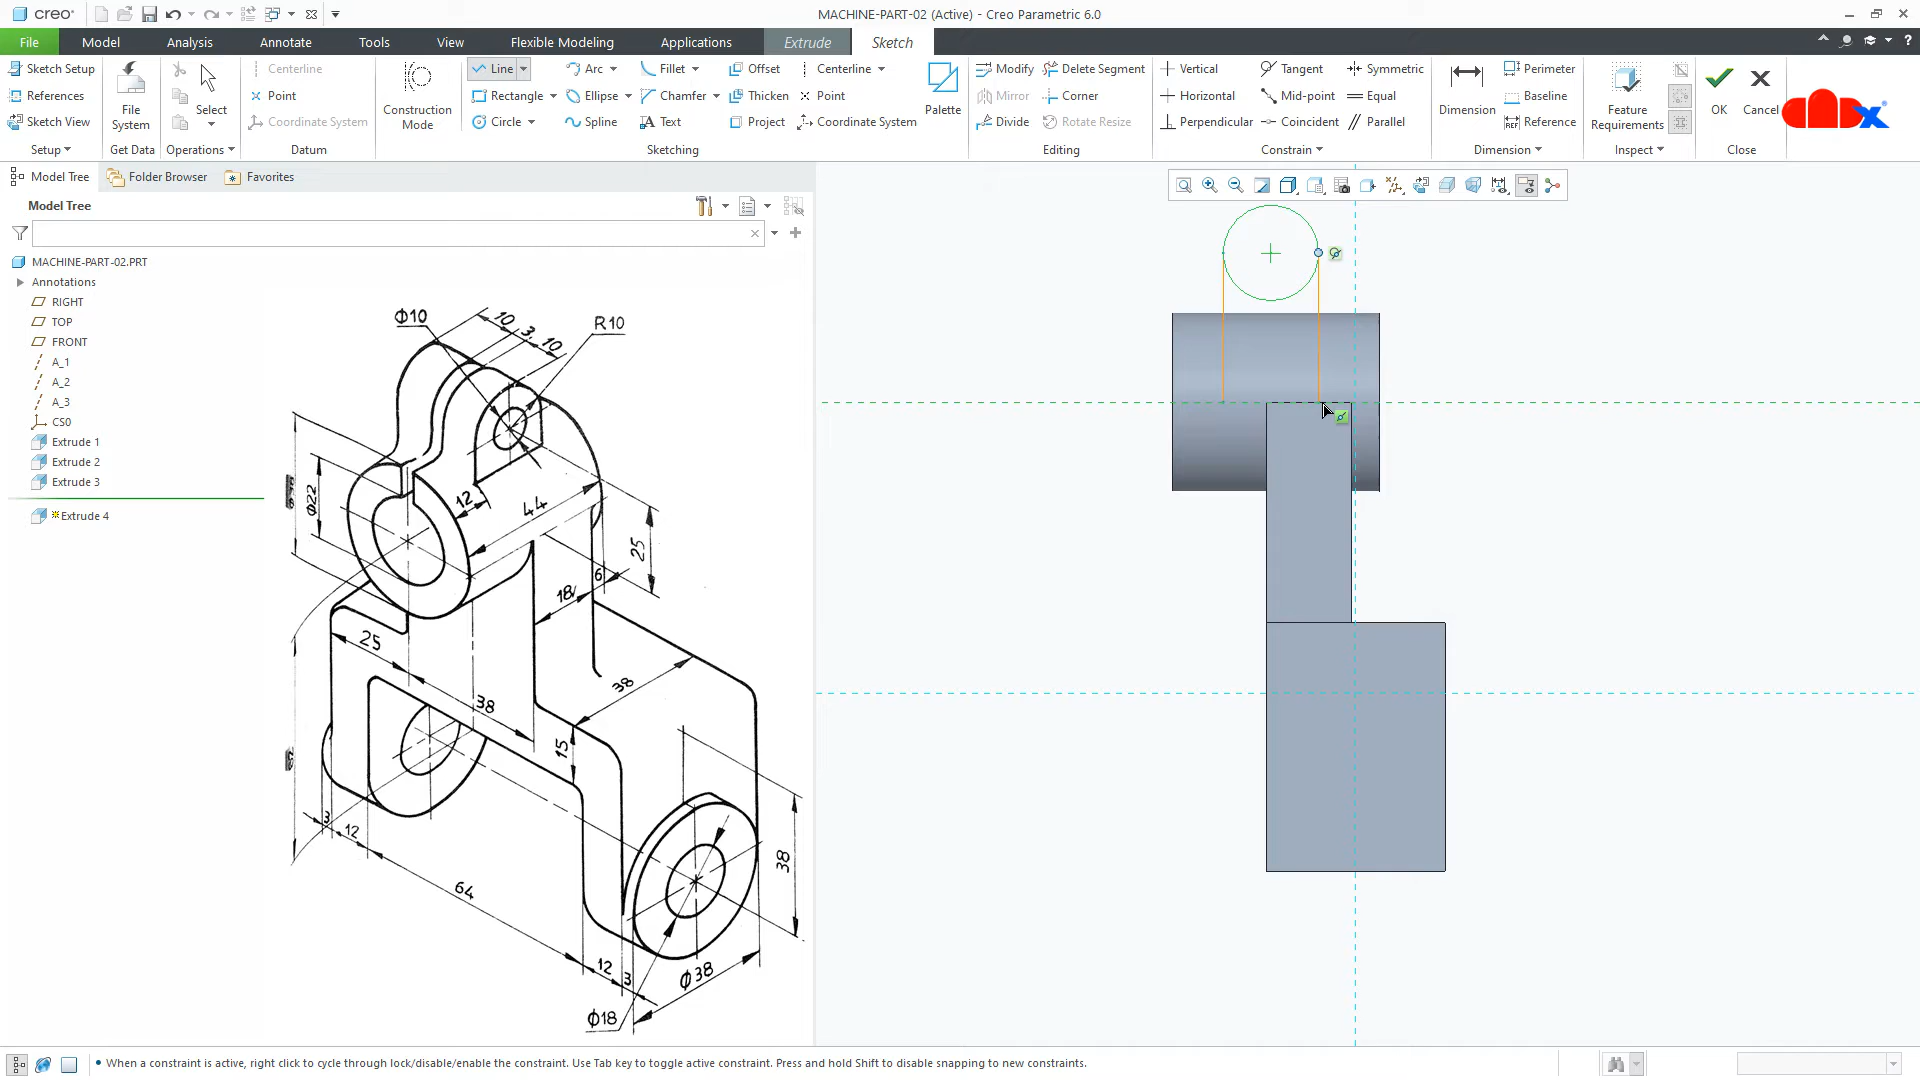 creo®
MACHINE-PART-02 (Active) - Creo Parametric 6.0
File
Model
Analysis
Annotate
Tools
View
Flexible Modeling
Applications
Extrude
Sketch
Sketch Setup
References
Sketch View
Setup
File System
Get Data
Select
Operations
Centerline
Point
Coordinate System
Datum
Construction Mode
Line
Rectangle
Circle
Arc
Ellipse
Spline
Fillet
Chamfer
Text
Offset
Thicken
Project
Centerline
Point
Coordinate System
Palette
Sketching
Modify
Mirror
Divide
Delete Segment
Corner
Rotate Resize
Editing
Vertical
Horizontal
Perpendicular
Tangent
Mid-point
Coincident
Symmetric
Equal
Parallel
Constrain
Dimension
Perimeter
Baseline
Reference
Dimension
Feature Requirements
Inspect
OK
Cancel
Close
Model Tree
Folder Browser
Favorites
Model Tree
MACHINE-PART-02.PRT
Annotations
RIGHT
TOP
FRONT
A_1
A_2
A_3
CS0
Extrude 1
Extrude 2
Extrude 3
Extrude 4
Φ10
10
3
10
R10
Φ22
12
44
25
6
18
25
38
38
15
3
12
64
38
12
3
Φ38
Φ18
• When a constraint is active, right click to cycle through lock/disable/enable the constraint. Use Tab key to toggle active constraint. Press and hold Shift to disable snapping to new constraints.